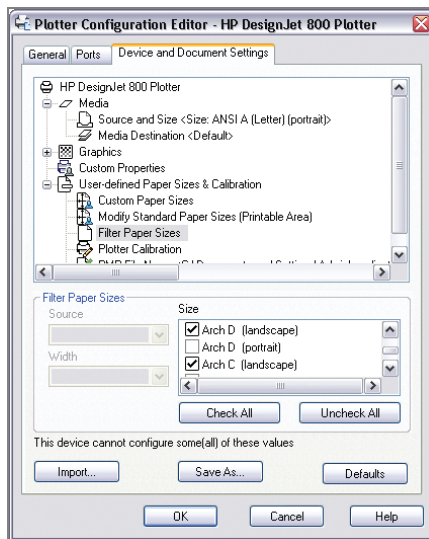 Plotter Configuration Editor - HP DesignJet 800 Plotter
General Ports Device and Document Settings
HP DesignJet 800 Plotter
Media
Source and Size <Size: ANSI A (Letter) (portrait)>
Media Destination <Default>
Graphics
Custom Properties
User-defined Paper Sizes & Calibration
Custom Paper Sizes
Modify Standard Paper Sizes (Printable Area)
Filter Paper Sizes
Plotter Calibration
Filter Paper Sizes
Source
Size
Arch D (landscape)
Arch D (portrait)
Width
Arch C (landscape)
Check All Uncheck All
This device cannot configure some(all) of these values
Import... Save As... Defaults
OK Cancel Help